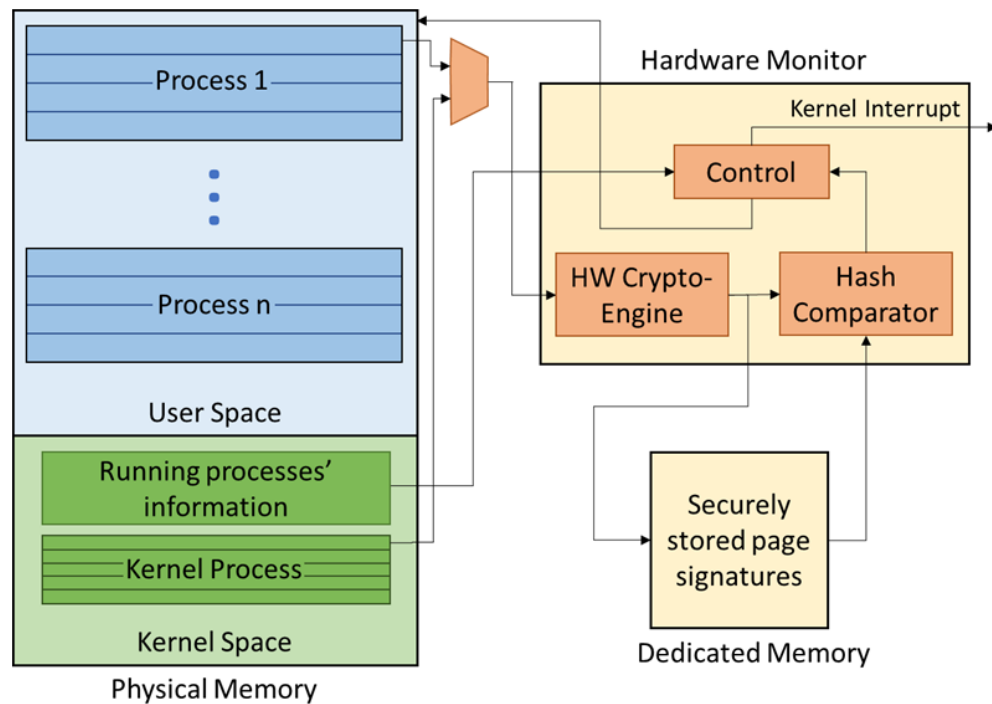 Process 1
Process n
User Space
Running processes’
information
Kernel Process
Kernel Space
Physical Memory
Hardware Monitor
Kernel Interrupt
Control
HW Crypto-
Engine
Hash
Comparator
Securely
stored page
signatures
Dedicated Memory